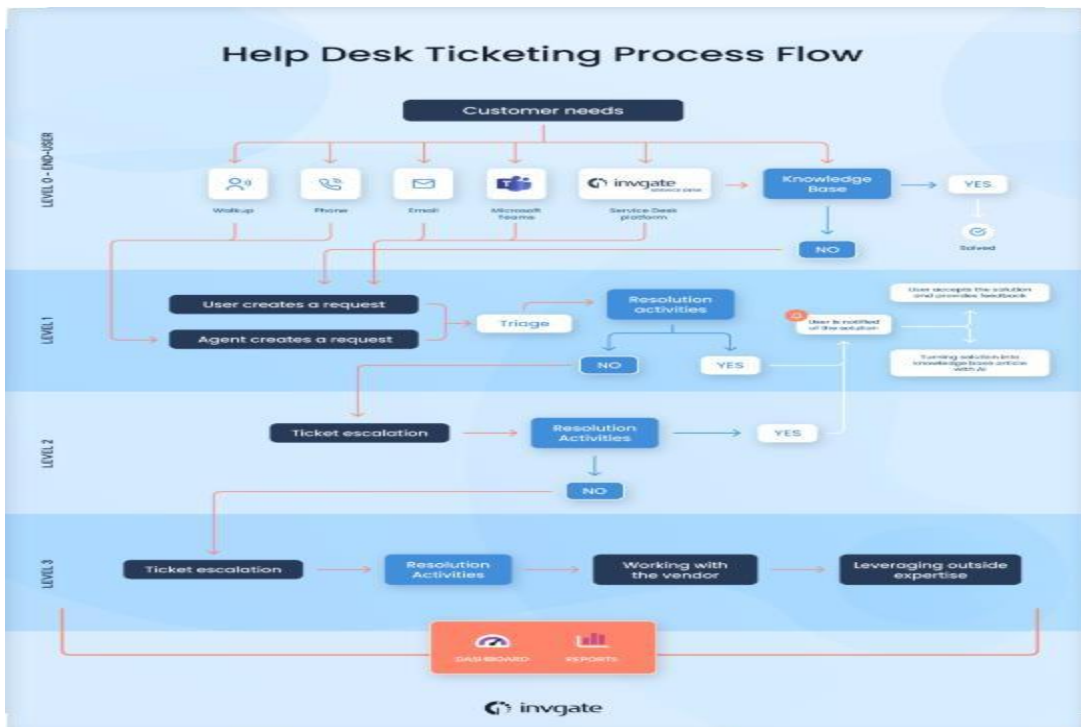 Help Desk Ticketing Process Flow
LEVEL 0 - END-USER
Customer needs
Walkup
Phone
Email
Microsoft
Teams
invgate
SERVICE DESK
Service Desk
platform
Knowledge
Base
YES
Solved
NO
LEVEL 1
User creates a request
Agent creates a request
Triage
Resolution
activities
NO
YES
User is notified
of the solution
User accepts the solution
and provides feedback
Turning solution into
knowledge base article
with AI
LEVEL 2
Ticket escalation
Resolution
Activities
YES
NO
LEVEL 3
Ticket escalation
Resolution
Activities
Working with
the vendor
Leveraging outside
expertise
DASHBOARD
REPORTS
invgate